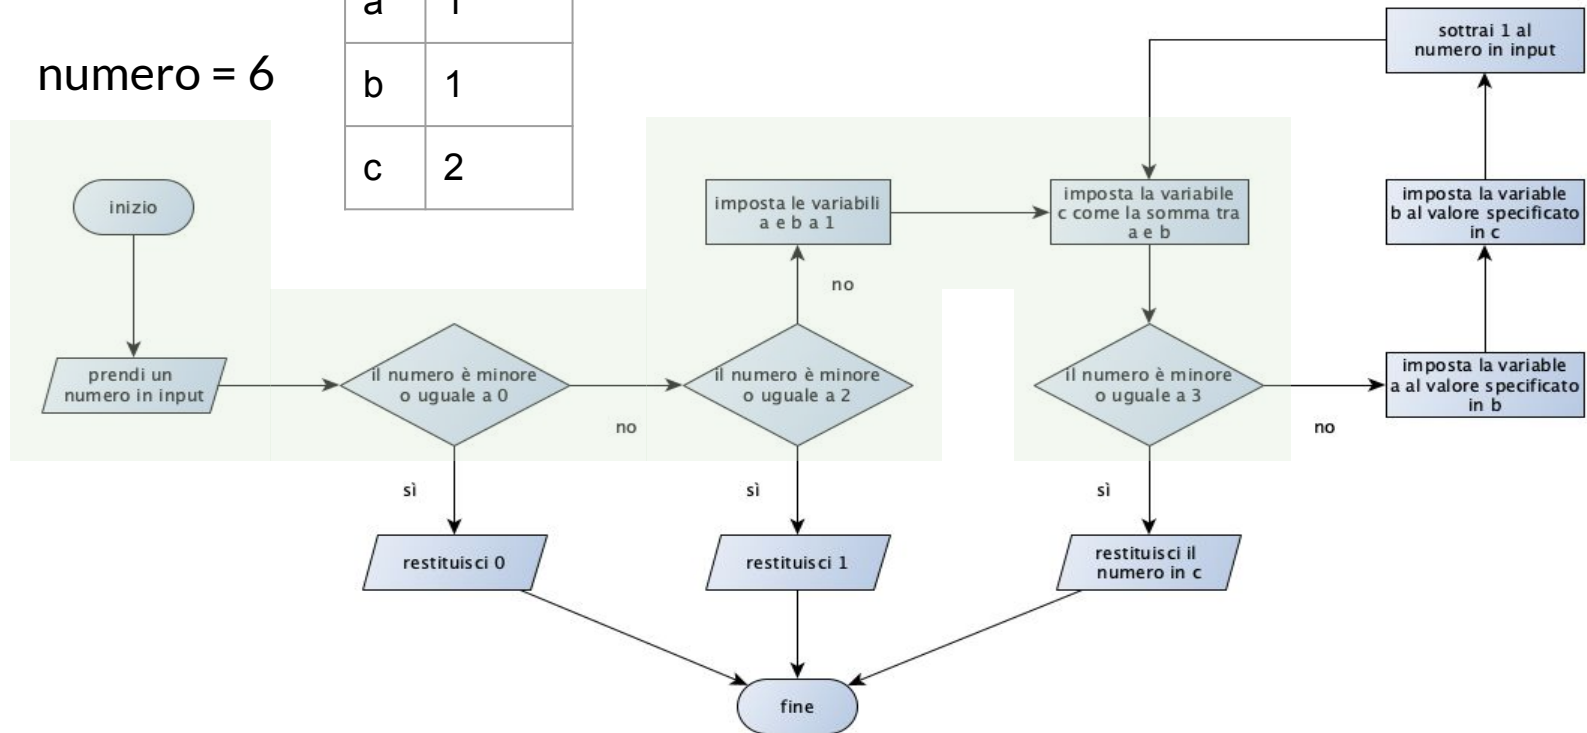 numero = 6
a 1
b 1
c 2
inizio
prendi un
numero in input
il numero è minore
o uguale a 0
no
sì
restituisci 0
il numero è minore
o uguale a 2
no
sì
restituisci 1
imposta le variabili
a e b a 1
imposta la variabile
c come la somma tra
a e b
il numero è minore
o uguale a 3
no
sì
restituisci il
numero in c
imposta la variable
a al valore specificato
in b
imposta la variable
b al valore specificato
in c
sottrai 1 al
numero in input
fine